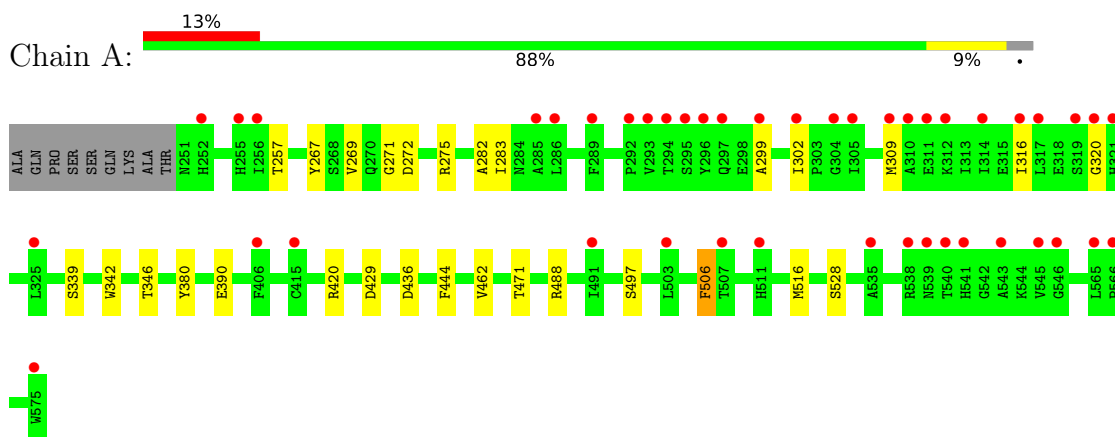 13%
Chain A:
88% 9% •
ALA GLN PRO SER SER GLN LYS ALA THR N251 H252 H255 I256 T257 Y267 S268 V269 Q270 G271 D272 R275 A282 I283 N284 A285 L286 F289 P292 V293 T294 S295 Y296 Q297 E298 A299 I302 P303 G304 I305 M309 A310 E311 K312 I313 I314 E315 I316 L317 E318 S319 G320 H321
L325 S339 W342 T346 Y380 E390 F406 C415 R420 D429 D436 F444 V462 T471 R488 I491 S497 L503 F506 T507 H511 M516 S528 A535 R538 N539 T540 H541 G542 A543 K544 V545 G546 L565
W575